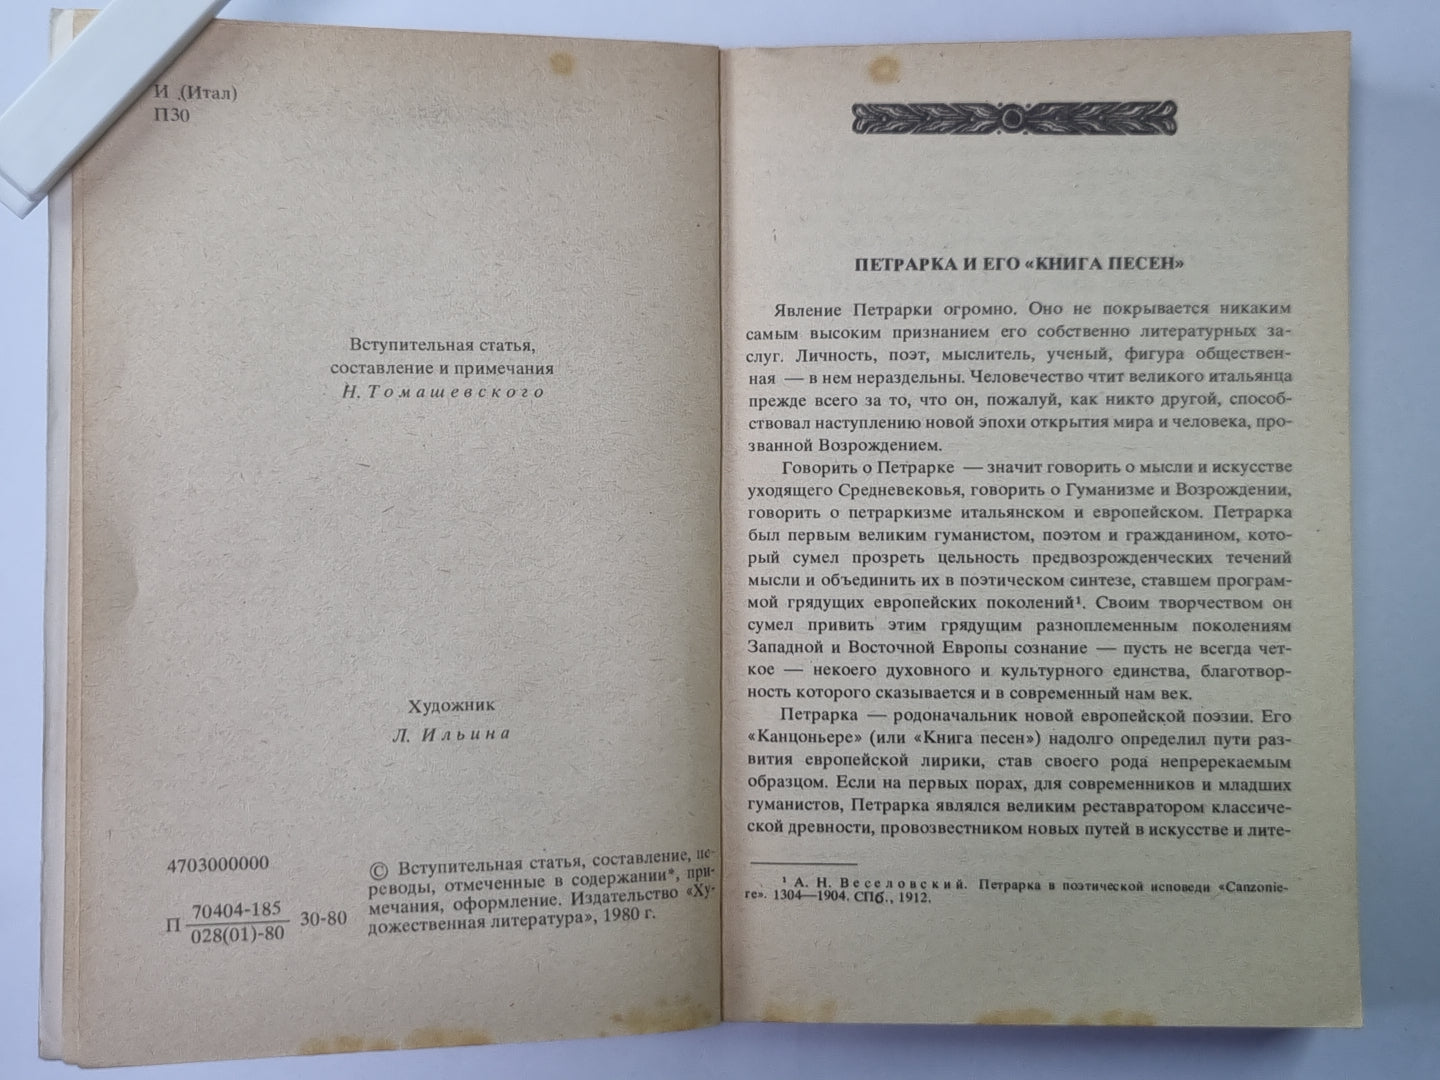 И (Итал)
П30
Вступительная статья,
составление и примечания
Н. Томашевского
Художник
Л. Ильина
4703000000
П 70404-185 30-80
028(01)-80
© Вступительная статья, составление, пе-
реводы, отмеченные в содержании*, при-
мечания, оформление. Издательство «Ху-
дожественная литература», 1980 г.
ПЕТРАРКА И ЕГО «КНИГА ПЕСЕН»
Явление Петрарки огромно. Оно не покрывается никаким
самым высоким признанием его собственно литературных за-
слуг. Личность, поэт, мыслитель, ученый, фигура обществен-
ная — в нем нераздельны. Человечество чтит великого итальянца
прежде всего за то, что он, пожалуй, как никто другой, способ-
ствовал наступлению новой эпохи открытия мира и человека, про-
званной Возрождением.
Говорить о Петрарке — значит говорить о мысли и искусстве
уходящего Средневековья, говорить о Гуманизме и Возрождении,
говорить о петраркизме итальянском и европейском. Петрарка
был первым великим гуманистом, поэтом и гражданином, кото-
рый сумел прозреть цельность предвозрожденческих течений
мысли и объединить их в поэтическом синтезе, ставшем програм-
мой грядущих европейских поколений¹. Своим творчеством он
сумел привить этим грядущим разноплеменным поколениям
Западной и Восточной Европы сознание — пусть не всегда чет-
кое — некоего духовного и культурного единства, благотвор-
ность которого сказывается и в современный нам век.
Петрарка — родоначальник новой европейской поэзии. Его
«Канцоньере» (или «Книга песен») надолго определил пути раз-
вития европейской лирики, став своего рода непререкаемым
образцом. Если на первых порах, для современников и младших
гуманистов, Петрарка являлся великим реставратором классиче-
ской древности, провозвестником новых путей в искусстве и лите-
¹ А. Н. Веселовский. Петрарка в поэтической исповеди «Canzonie-
re». 1304—1904. СПб., 1912.